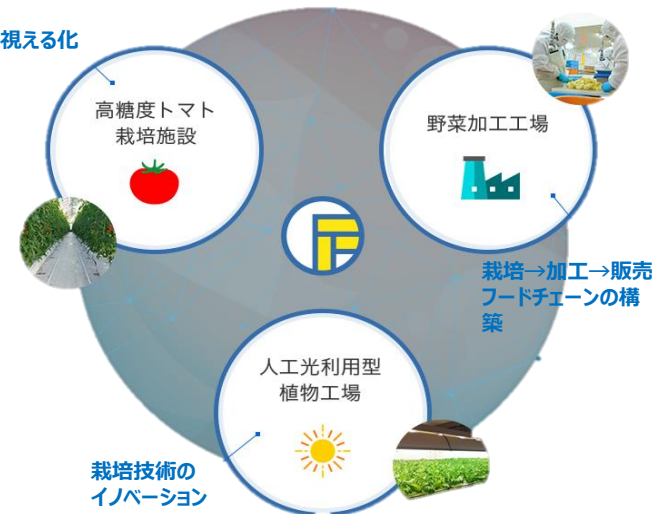 視える化
高糖度トマト
栽培施設
野菜加工工場
栽培→加工→販売
フードチェーンの構
築
人工光利用型
植物工場
栽培技術の
イノベーション